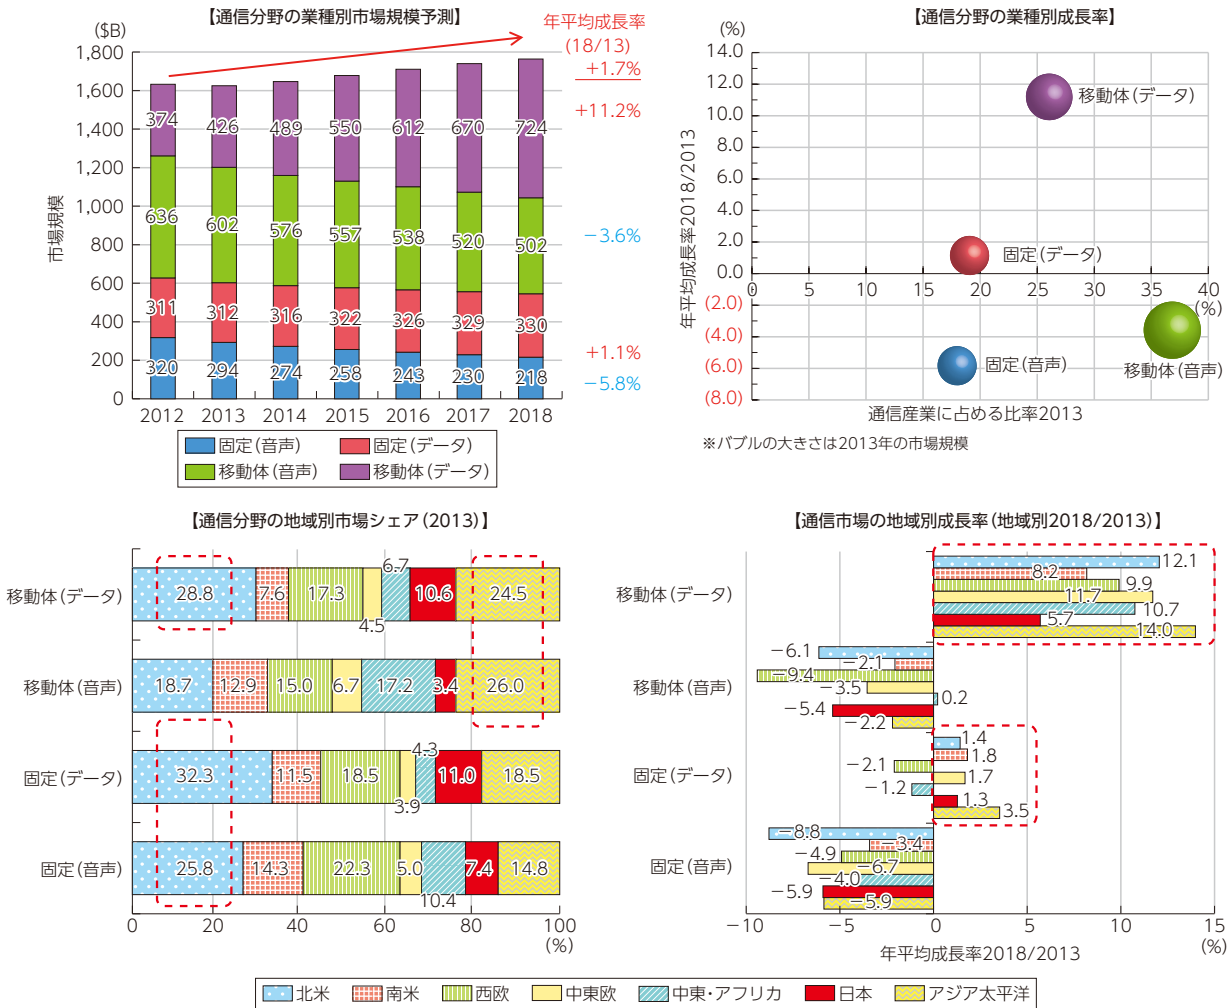 【通信分野の業種別市場規模予測】
($B)
年平均成長率
(18/13)
1,800
1,600
1,400
1,200
1,000
800
600
400
200
0
市場規模
374 426 489 550 612 670 724
636 602 576 557 538 520 502
311 312 316 322 326 329 330
320 294 274 258 243 230 218
+1.7%
+11.2%
−3.6%
+1.1%
−5.8%
2012 2013 2014 2015 2016 2017 2018
固定(音声) 固定(データ)
移動体(音声) 移動体(データ)
【通信分野の業種別成長率】
(%)
14.0
12.0
10.0
8.0
6.0
4.0
2.0
0.0
(2.0)
(4.0)
(6.0)
(8.0)
年平均成長率2018/2013
移動体(データ)
固定(データ)
0 5 10 15 20 25 30 35 40
(%)
固定(音声)
移動体(音声)
通信産業に占める比率2013
※バブルの大きさは2013年の市場規模
【通信分野の地域別市場シェア(2013)】
移動体(データ)
28.8 7.6 17.3 4.5 6.7 10.6 24.5
移動体(音声)
18.7 12.9 15.0 6.7 17.2 3.4 26.0
固定(データ)
32.3 11.5 18.5 3.9 4.3 11.0 18.5
固定(音声)
25.8 14.3 22.3 5.0 10.4 7.4 14.8
0 20 40 60 80 100
(%)
【通信市場の地域別成長率(地域別2018/2013)】
移動体(データ)
12.1
8.2
9.9
11.7
10.7
5.7
14.0
移動体(音声)
−6.1
−2.1
−9.4
−3.5
0.2
−5.4
−2.2
固定(データ)
1.4
1.8
−2.1
1.7
−1.2
1.3
3.5
固定(音声)
−8.8
−3.4
−4.9
−6.7
−4.0
−5.9
−5.9
−10 −5 0 5 10 15
年平均成長率2018/2013
(%)
北米 南米 西欧 中東欧 中東・アフリカ 日本 アジア太平洋